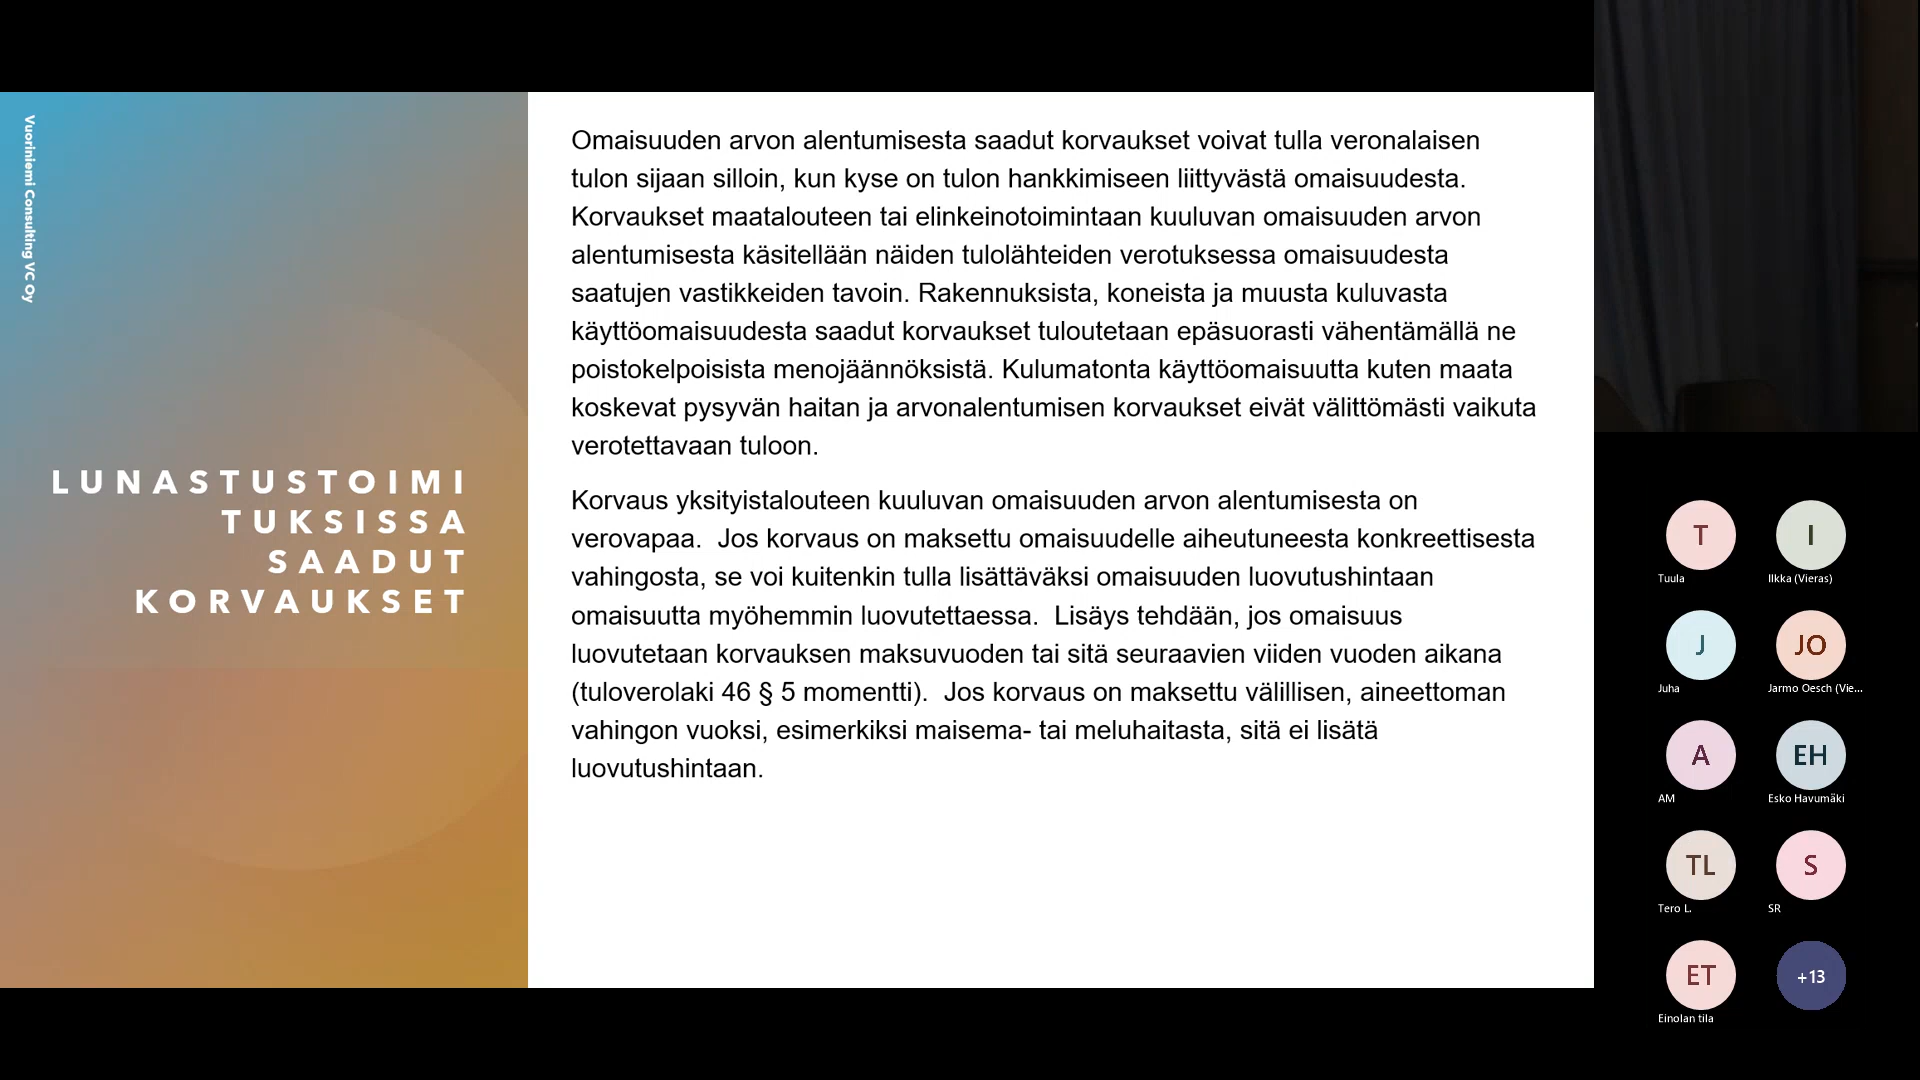 Vuoriniemi Consulting VC Oy
LUNASTUSTOIMI
TUKSISSA
SAADUT
KORVAUKSET
Omaisuuden arvon alentumisesta saadut korvaukset voivat tulla veronalaisen
tulon sijaan silloin, kun kyse on tulon hankkimiseen liittyvästä omaisuudesta.
Korvaukset maatalouteen tai elinkeinotoimintaan kuuluvan omaisuuden arvon
alentumisesta käsitellään näiden tulolähteiden verotuksessa omaisuudesta
saatujen vastikkeiden tavoin. Rakennuksista, koneista ja muusta kuluvasta
käyttöomaisuudesta saadut korvaukset tuloutetaan epäsuorasti vähentämällä ne
poistokelpoisista menojäännöksistä. Kulumatonta käyttöomaisuutta kuten maata
koskevat pysyvän haitan ja arvonalentumisen korvaukset eivät välittömästi vaikuta
verotettavaan tuloon.
Korvaus yksityistalouteen kuuluvan omaisuuden arvon alentumisesta on
verovapaa.  Jos korvaus on maksettu omaisuudelle aiheutuneesta konkreettisesta
vahingosta, se voi kuitenkin tulla lisättäväksi omaisuuden luovutushintaan
omaisuutta myöhemmin luovutettaessa.  Lisäys tehdään, jos omaisuus
luovutetaan korvauksen maksuvuoden tai sitä seuraavien viiden vuoden aikana
(tuloverolaki 46 § 5 momentti).  Jos korvaus on maksettu välillisen, aineettoman
vahingon vuoksi, esimerkiksi maisema- tai meluhaitasta, sitä ei lisätä
luovutushintaan.
T
Tuula
I
Ilkka (Vieras)
J
Juha
JO
Jarmo Oesch (Vie...
A
AM
EH
Esko Havumäki
TL
Tero L.
S
SR
ET
Einolan tila
+13